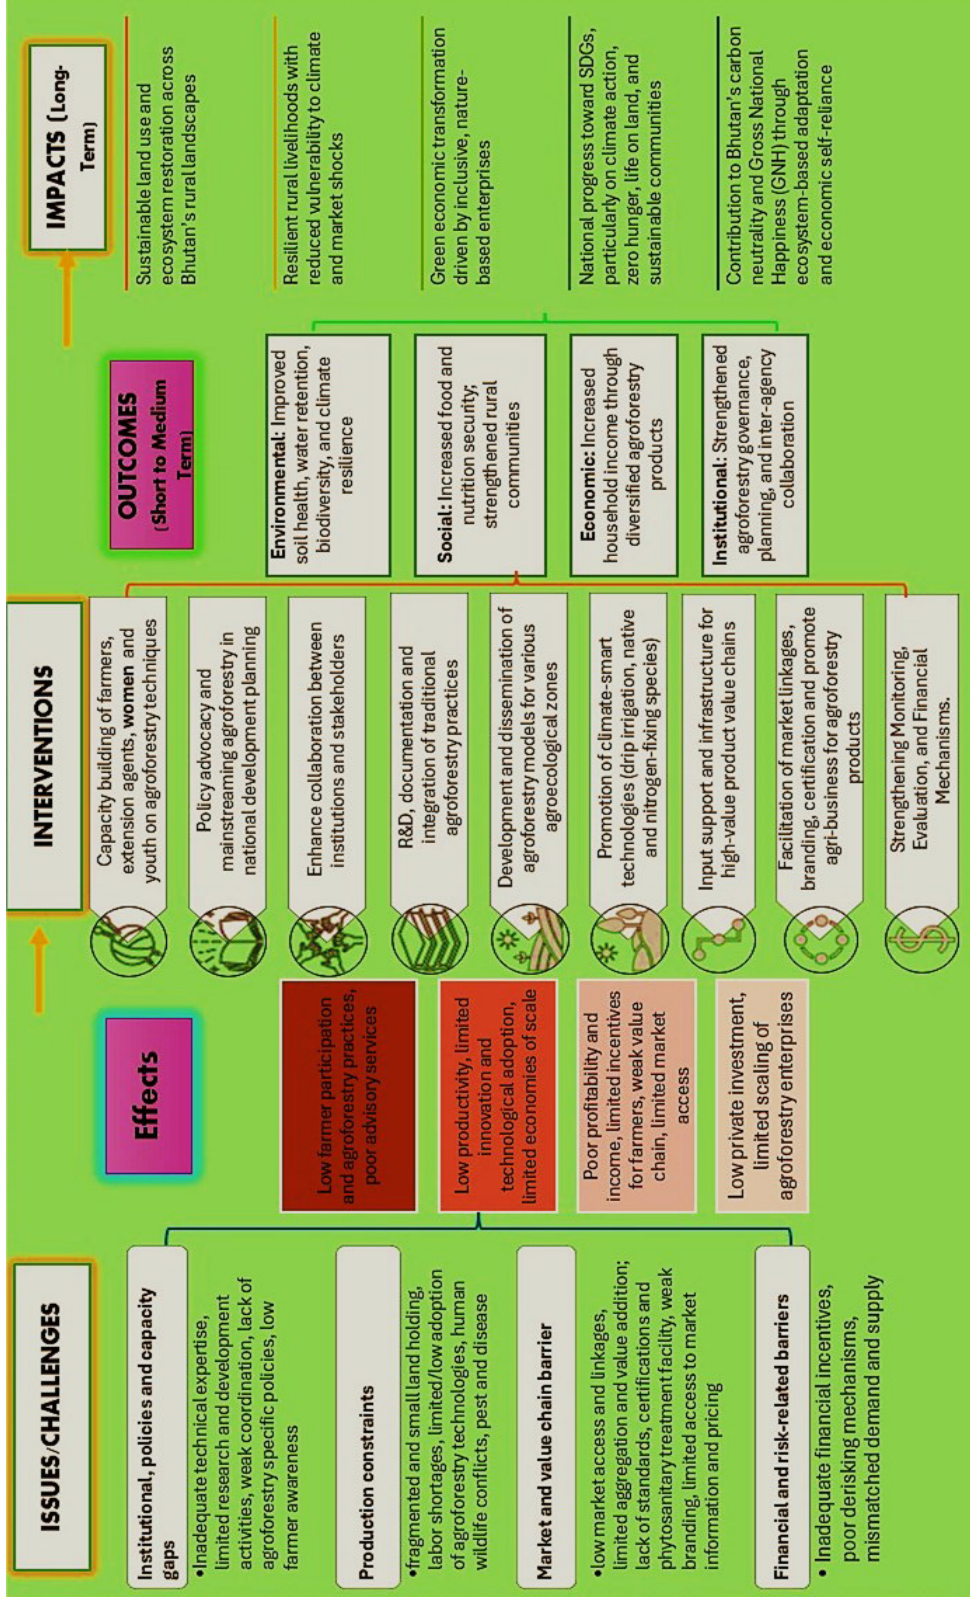 ISSUES/CHALLENGES
Institutional, policies and capacity
gaps
•Inadequate technical expertise,
limited research and development
activities, weak coordination, lack of
agroforestry specific policies, low
farmer awareness
Production constraints
•fragmented and small land holding,
labor shortages, limited/low adoption
of agroforestry technologies, human
wildlife conflicts, pest and disease
Market and value chain barrier
•low market access and linkages,
limited aggregation and value addition;
lack of standards, certifications and
phytosanitary treatment facility, weak
branding, limited access to market
information and pricing
Financial and risk-related barriers
• Inadequate financial incentives,
poor derisking mechanisms,
mismatched demand and supply
Effects
Low farmer participation
and agroforestry practices,
poor advisory services
Low productivity, limited
innovation and
technological adoption,
limited economies of scale
Poor profitability and
income, limited incentives
for farmers, weak value
chain, limited market
access
Low private investment,
limited scaling of
agroforestry enterprises
INTERVENTIONS
Capacity building of farmers,
extension agents, women and
youth on agroforestry techniques
Policy advocacy and
mainstreaming agroforestry in
national development planning
Enhance collaboration between
institutions and stakeholders
R&D, documentation and
integration of traditional
agroforestry practices
Development and dissemination of
agroforestry models for various
agroecological zones
Promotion of climate-smart
technologies (drip irrigation, native
and nitrogen-fixing species)
Input support and infrastructure for
high-value product value chains
Facilitation of market linkages,
branding, certification and promote
agri-business for agroforestry
products
Strengthening Monitoring,
Evaluation, and Financial
Mechanisms.
OUTCOMES
(Short to Medium
Term)
Environmental: Improved
soil health, water retention,
biodiversity, and climate
resilience
Social: Increased food and
nutrition security;
strengthened rural
communities
Economic: Increased
household income through
diversified agroforestry
products
Institutional: Strengthened
agroforestry governance,
planning, and inter-agency
collaboration
IMPACTS (Long-
Term)
Sustainable land use and
ecosystem restoration across
Bhutan's rural landscapes
Resilient rural livelihoods with
reduced vulnerability to climate
and market shocks
Green economic transformation
driven by inclusive, nature-
based enterprises
National progress toward SDGs,
particularly on climate action,
zero hunger, life on land, and
sustainable communities
Contribution to Bhutan's carbon
neutrality and Gross National
Happiness (GNH) through
ecosystem-based adaptation
and economic self-reliance